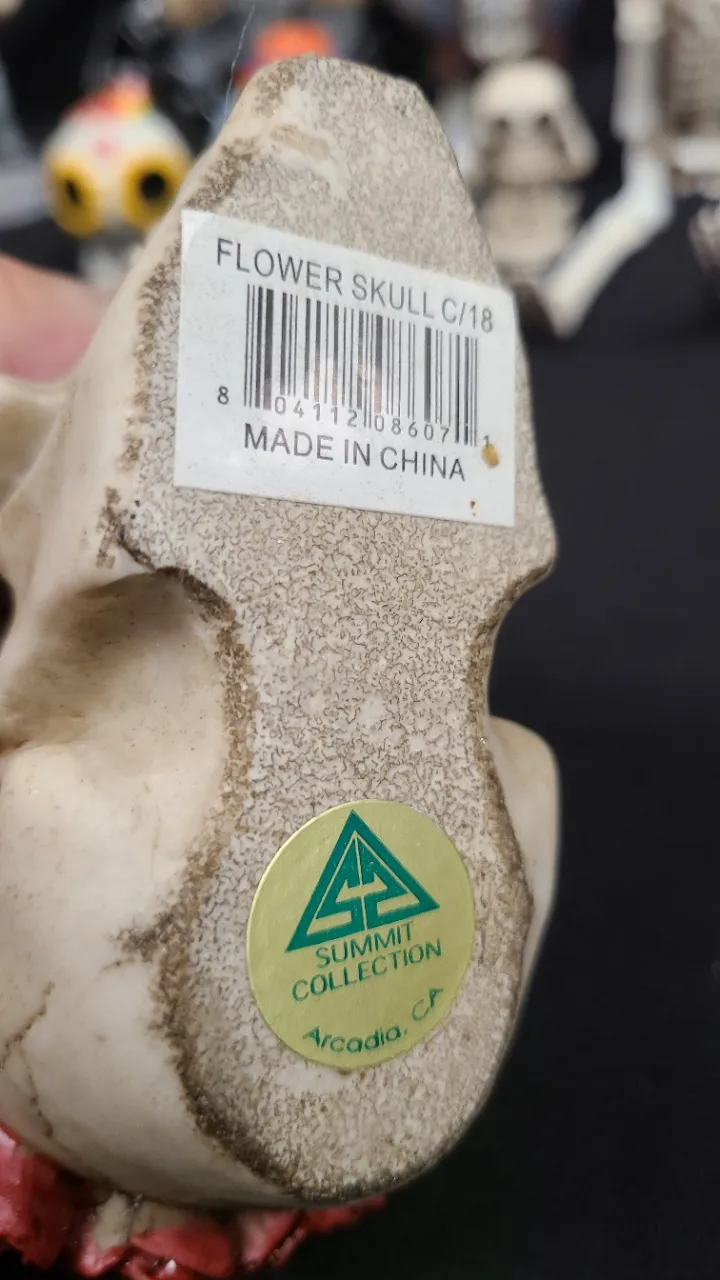 FLOWER SKULL C/18
8 04112 08607 1
MADE IN CHINA
SUMMIT
COLLECTION
Arcadia, CA